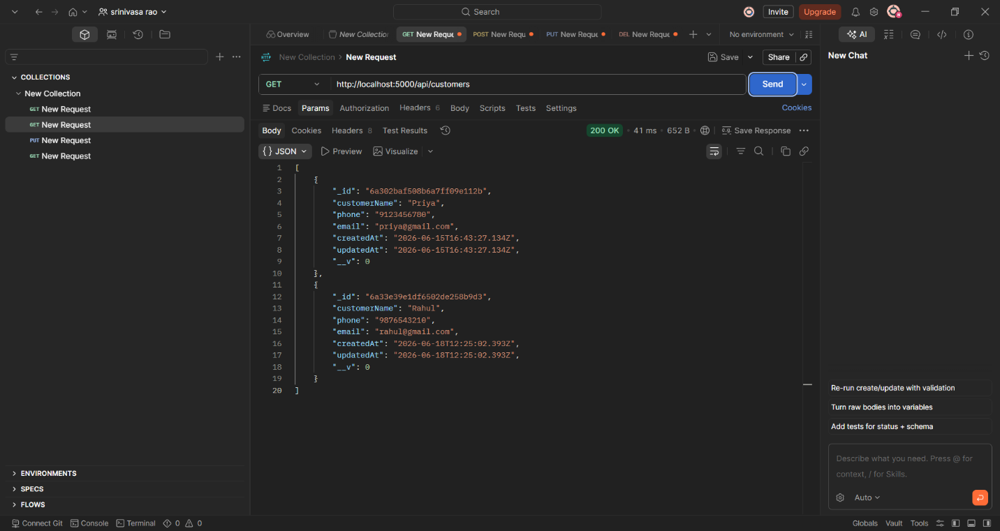 srinivasa rao
Search
Invite
Upgrade
Overview
New Collectio
GET New Reque
POST New Requ
PUT New Reque
DEL New Reque
No environment
AI
New Collection > New Request
Save
Share
New Chat
COLLECTIONS
New Collection
GET New Request
GET New Request
PUT New Request
GET New Request
GET
http://localhost:5000/api/customers
Send
Docs
Params
Authorization
Headers 6
Body
Scripts
Tests
Settings
Cookies
Body
Cookies
Headers 8
Test Results
200 OK
41 ms
652 B
e.g. Save Response
{} JSON
Preview
Visualize
1 [
2 {
3 "_id": "6a302baf508b6a7ff09e112b",
4 "customerName": "Priya",
5 "phone": "9123456780",
6 "email": "priya@gmail.com",
7 "createdAt": "2026-06-15T16:43:27.134Z",
8 "updatedAt": "2026-06-15T16:43:27.134Z",
9 "__v": 0
10 },
11 {
12 "_id": "6a33e39e1df6502de258b9d3",
13 "customerName": "Rahul",
14 "phone": "9876543210",
15 "email": "rahul@gmail.com",
16 "createdAt": "2026-06-18T12:25:02.393Z",
17 "updatedAt": "2026-06-18T12:25:02.393Z",
18 "__v": 0
19 }
20 ]
Re-run create/update with validation
Turn raw bodies into variables
Add tests for status + schema
Describe what you need. Press @ for
context, / for Skills.
Auto
ENVIRONMENTS
SPECS
FLOWS
Connect Git
Console
Terminal
0
0
Globals
Vault
Tools